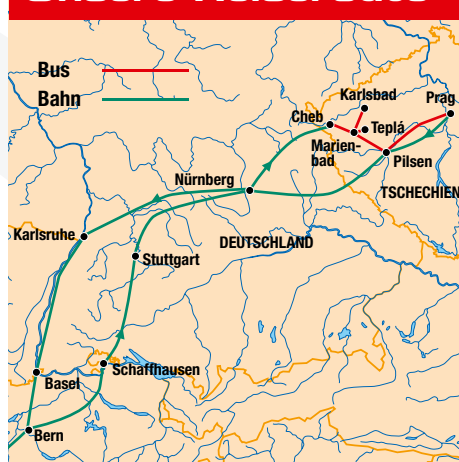 Bus
Bahn
Karlsbad
Prag
Cheb
Teplá
Marien-
bad
Pilsen
Nürnberg
TSCHECHIEN
Karlsruhe
DEUTSCHLAND
Stuttgart
Schaffhausen
Basel
Bern